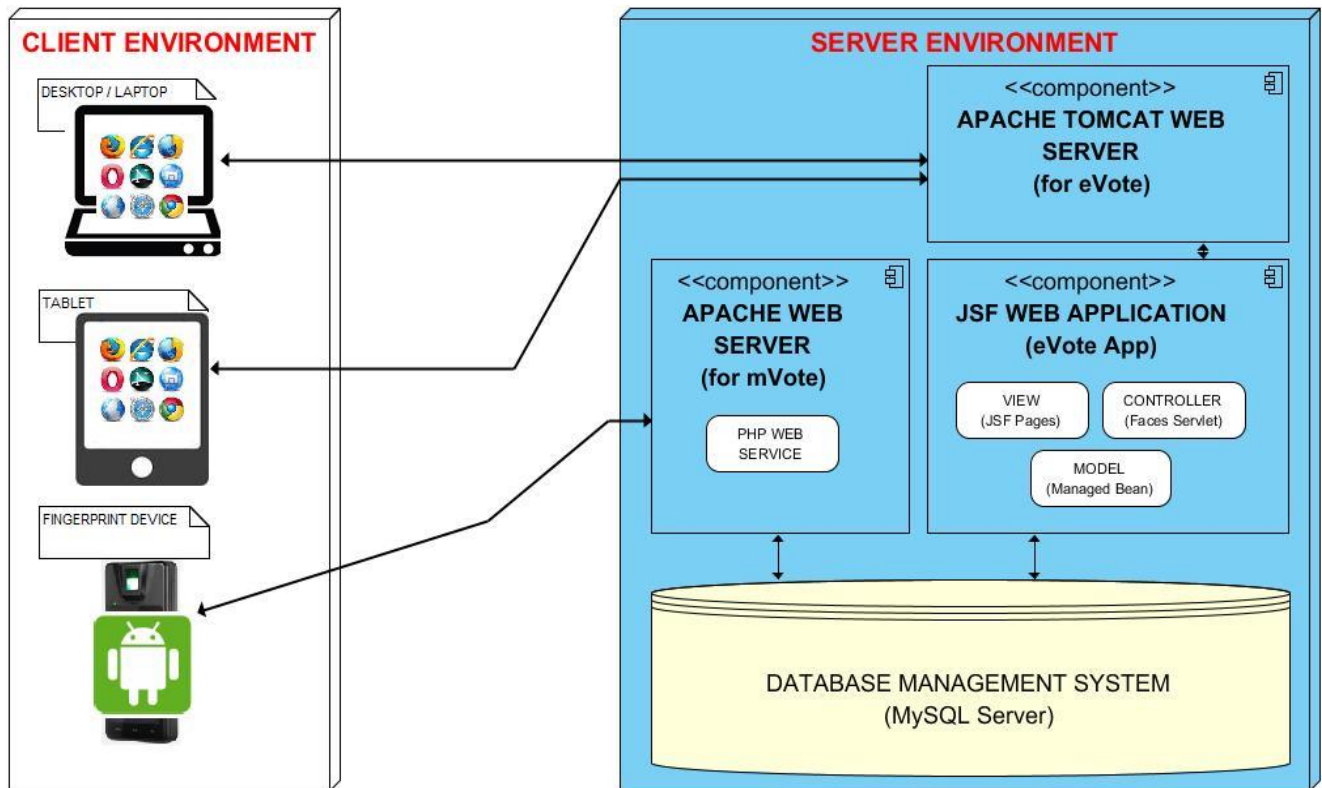 CLIENT ENVIRONMENT
DESKTOP / LAPTOP
TABLET
FINGERPRINT DEVICE
SERVER ENVIRONMENT
<<component>>
APACHE TOMCAT WEB
SERVER
(for eVote)
<<component>>
APACHE WEB
SERVER
(for mVote)
PHP WEB
SERVICE
<<component>>
JSF WEB APPLICATION
(eVote App)
VIEW
(JSF Pages)
CONTROLLER
(Faces Servlet)
MODEL
(Managed Bean)
DATABASE MANAGEMENT SYSTEM
(MySQL Server)